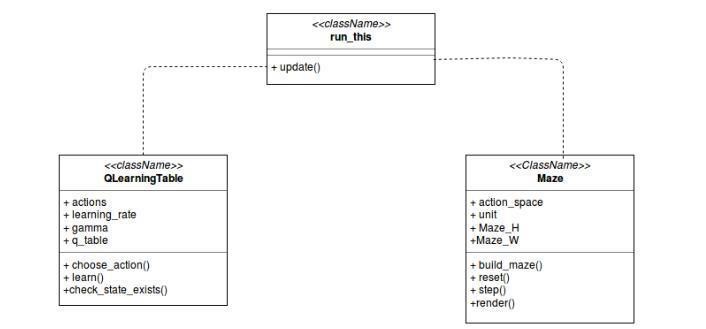 <<className>>
run_this
+ update()
<<className>>
QLearningTable
+ actions
+ learning_rate
+ gamma
+ q_table
+ choose_action()
+ learn()
+check_state_exists()
<<ClassName>>
Maze
+ action_space
+ unit
+ Maze_H
+Maze_W
+ build_maze()
+ reset()
+ step()
+render()